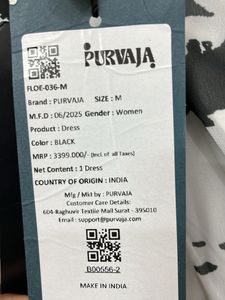 PURVAJA
FLOE-036-M
Brand : PURVAJA SIZE : M
M.F.D : 06/2025 Gender : Women
Product : Dress
Color : BLACK
MRP : 3399.000/- (Incl. of all Taxes)
Net Content : 1 Dress
COUNTRY OF ORIGIN : INDIA
Mfg / Mkt by : PURVAJA
Customer Care Details:
604-Raghuvir Textile Mall Surat - 395010
Email : support@purvaja.com
B00556-2
MAKE IN INDIA